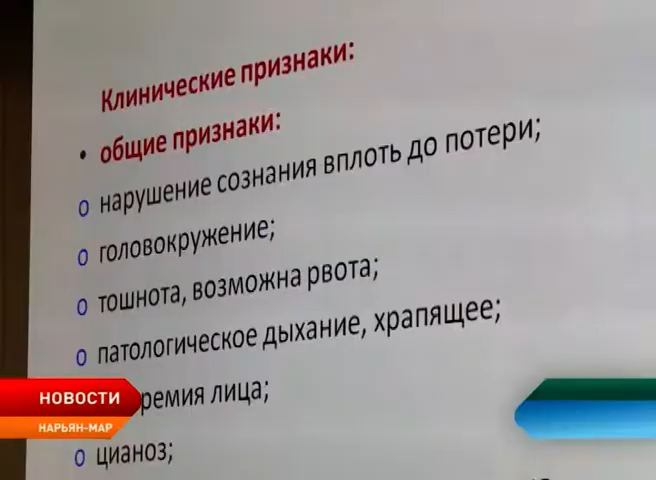 Клинические признаки:
• общие признаки:
o нарушение сознания вплоть до потери;
o головокружение;
o тошнота, возможна рвота;
o патологическое дыхание, храпящее;
ремия лица;
o цианоз;
НОВОСТИ
НАРЬЯН-МАР